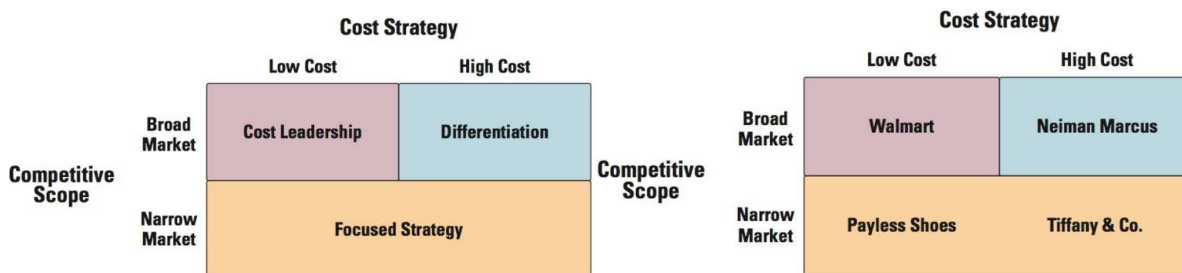 Cost Strategy
Low Cost High Cost
Broad
Market
Cost Leadership Differentiation
Competitive
Scope
Narrow
Market
Focused Strategy
Cost Strategy
Low Cost High Cost
Broad
Market
Walmart Neiman Marcus
Competitive
Scope
Narrow
Market
Payless Shoes Tiffany & Co.